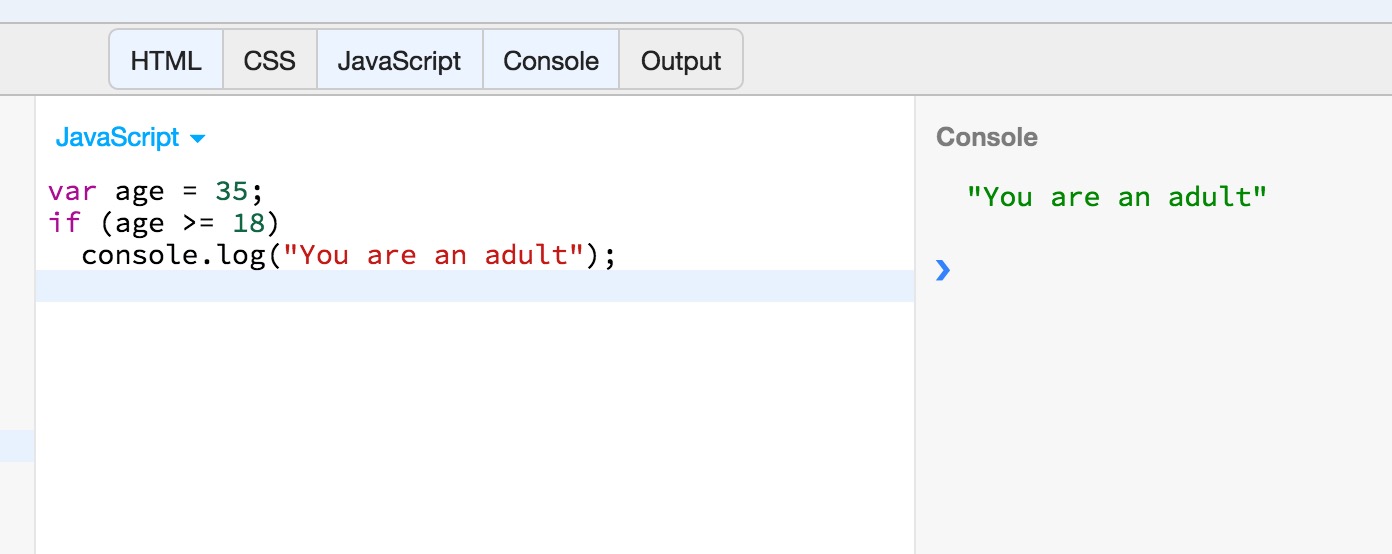 HTML CSS JavaScript Console Output
JavaScript
var age = 35;
if (age >= 18)
  console.log("You are an adult");
Console
"You are an adult"